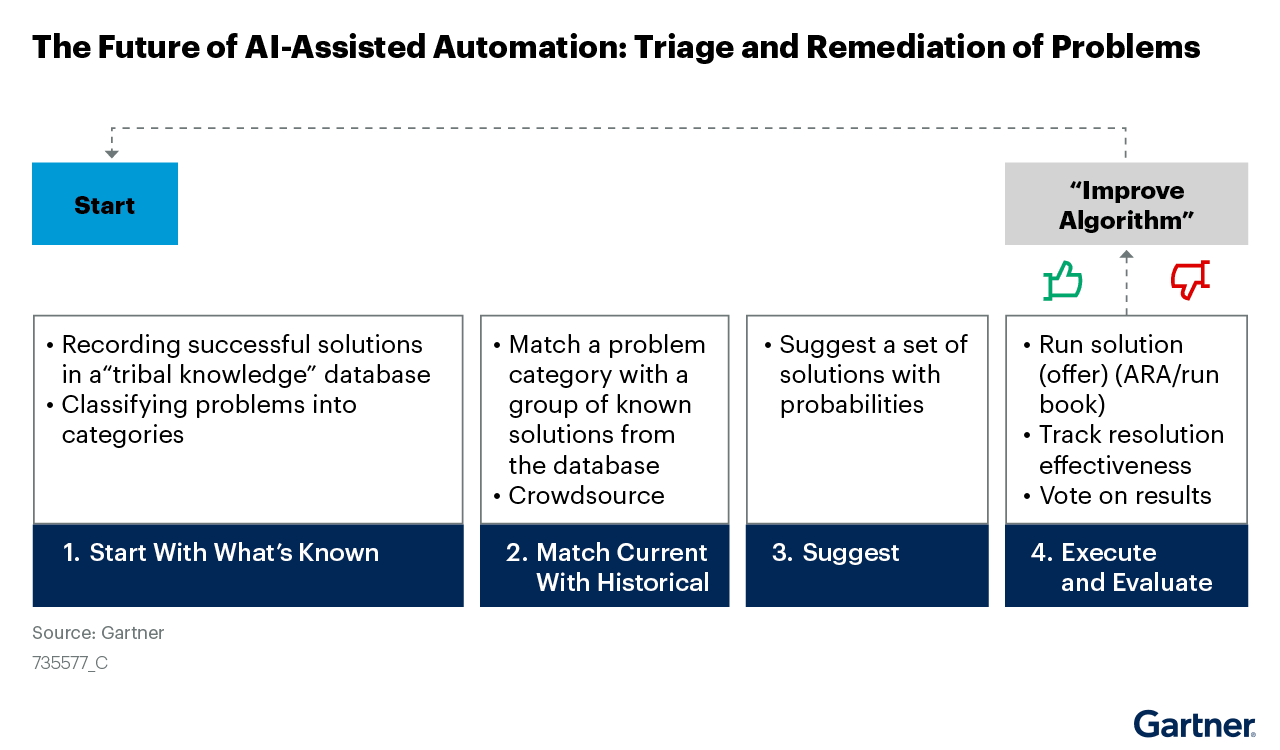 The Future of AI-Assisted Automation: Triage and Remediation of Problems
Start
“Improve
Algorithm”
• Recording successful solutions
in a“tribal knowledge” database
• Classifying problems into
categories
1. Start With What’s Known
• Match a problem
category with a
group of known
solutions from
the database
• Crowdsource
2. Match Current
With Historical
• Suggest a set of
solutions with
probabilities
3. Suggest
• Run solution
(offer) (ARA/run
book)
• Track resolution
effectiveness
• Vote on results
4. Execute
and Evaluate
Source: Gartner
735577_C
Gartner®